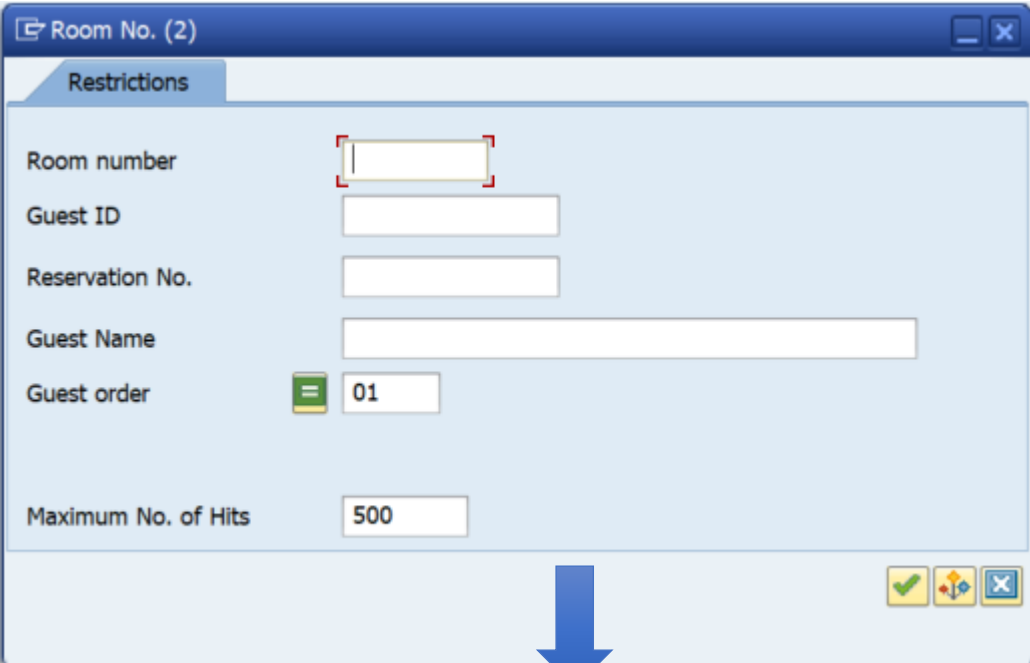 Room No. (2)
Restrictions
Room number
Guest ID
Reservation No.
Guest Name
Guest order = 01
Maximum No. of Hits 500